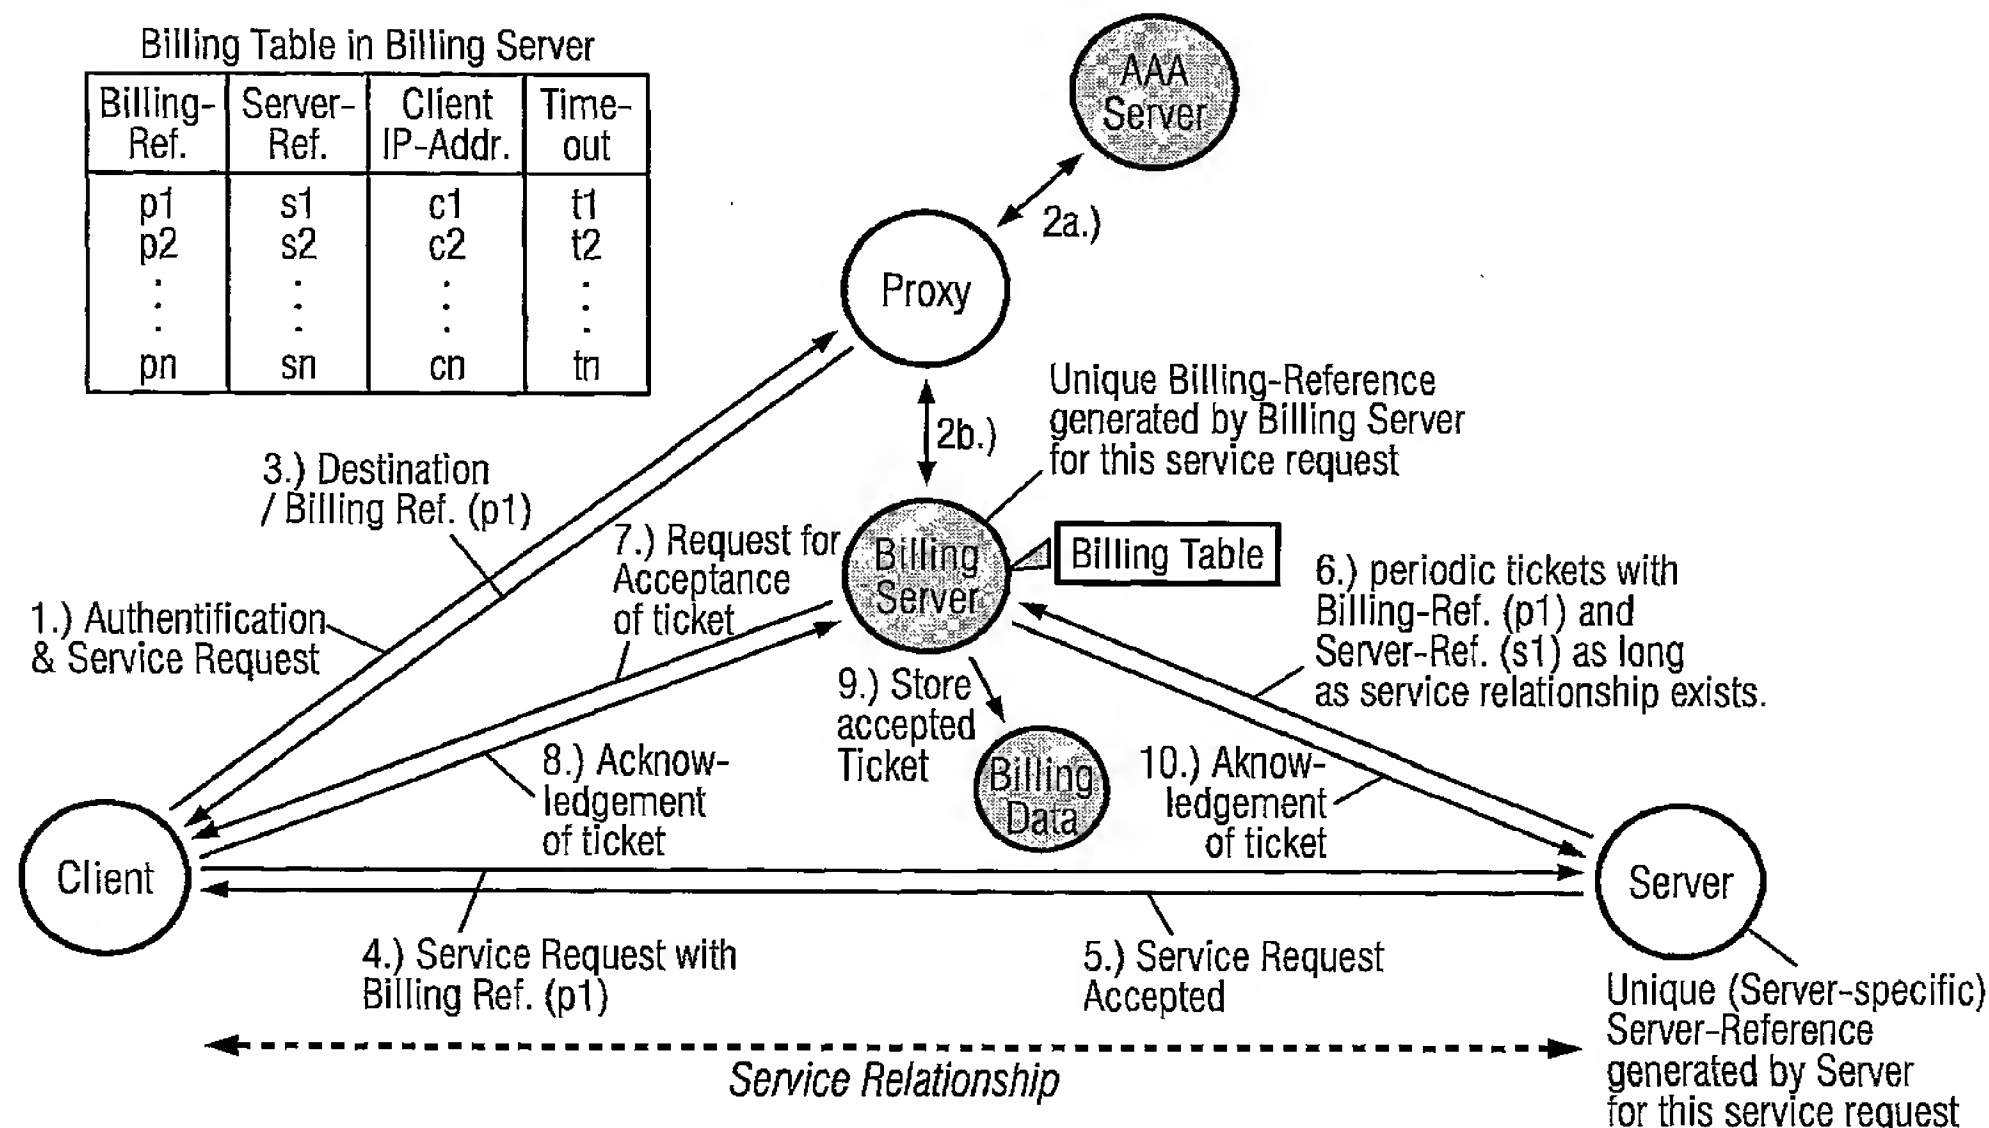 Billing Table in Billing Server
Billing- Server- Client Time-
Ref. Ref. IP-Addr. out
p1 s1 c1 t1
p2 s2 c2 t2
. . . .
. . . .
. . . .
pn sn cn tn
AAA
Server
2a.)
Proxy
2b.)
Unique Billing-Reference
generated by Billing Server
for this service request
3.) Destination
/ Billing Ref. (p1)
1.) Authentification
& Service Request
7.) Request for
Acceptance
of ticket
Billing
Server
Billing Table
6.) periodic tickets with
Billing-Ref. (p1) and
Server-Ref. (s1) as long
as service relationship exists.
9.) Store
accepted
Ticket
8.) Acknow-
ledgement
of ticket
Billing
Data
10.) Aknow-
ledgement
of ticket
Client
Server
4.) Service Request with
Billing Ref. (p1)
5.) Service Request
Accepted
Service Relationship
Unique (Server-specific)
Server-Reference
generated by Server
for this service request